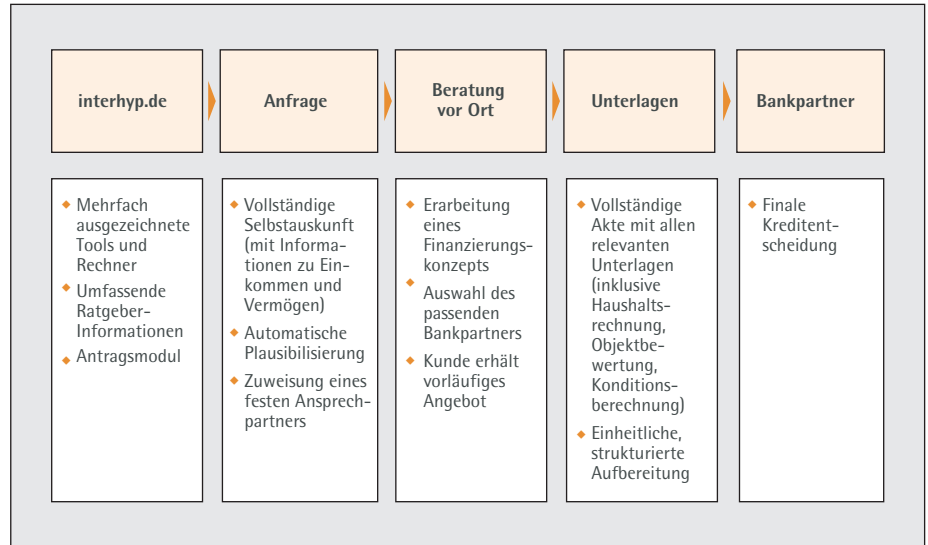 interhyp.de
Anfrage
Beratung
vor Ort
Unterlagen
Bankpartner
Mehrfach
ausgezeichnete
Tools und
Rechner
Umfassende
Ratgeber-
Informationen
Antragsmodul
Vollständige
Selbstauskunft
(mit Informa-
tionen zu Ein-
kommen und
Vermögen)
Automatische
Plausibilisierung
Zuweisung eines
festen Ansprech-
partners
Erarbeitung
eines
Finanzierungs-
konzepts
Auswahl des
passenden
Bankpartners
Kunde erhält
vorläufiges
Angebot
Vollständige
Akte mit allen
relevanten
Unterlagen
(inklusive
Haushalts-
rechnung,
Objektbe-
wertung,
Konditions-
berechnung)
Einheitliche,
strukturierte
Aufbereitung
Finale
Kreditent-
scheidung